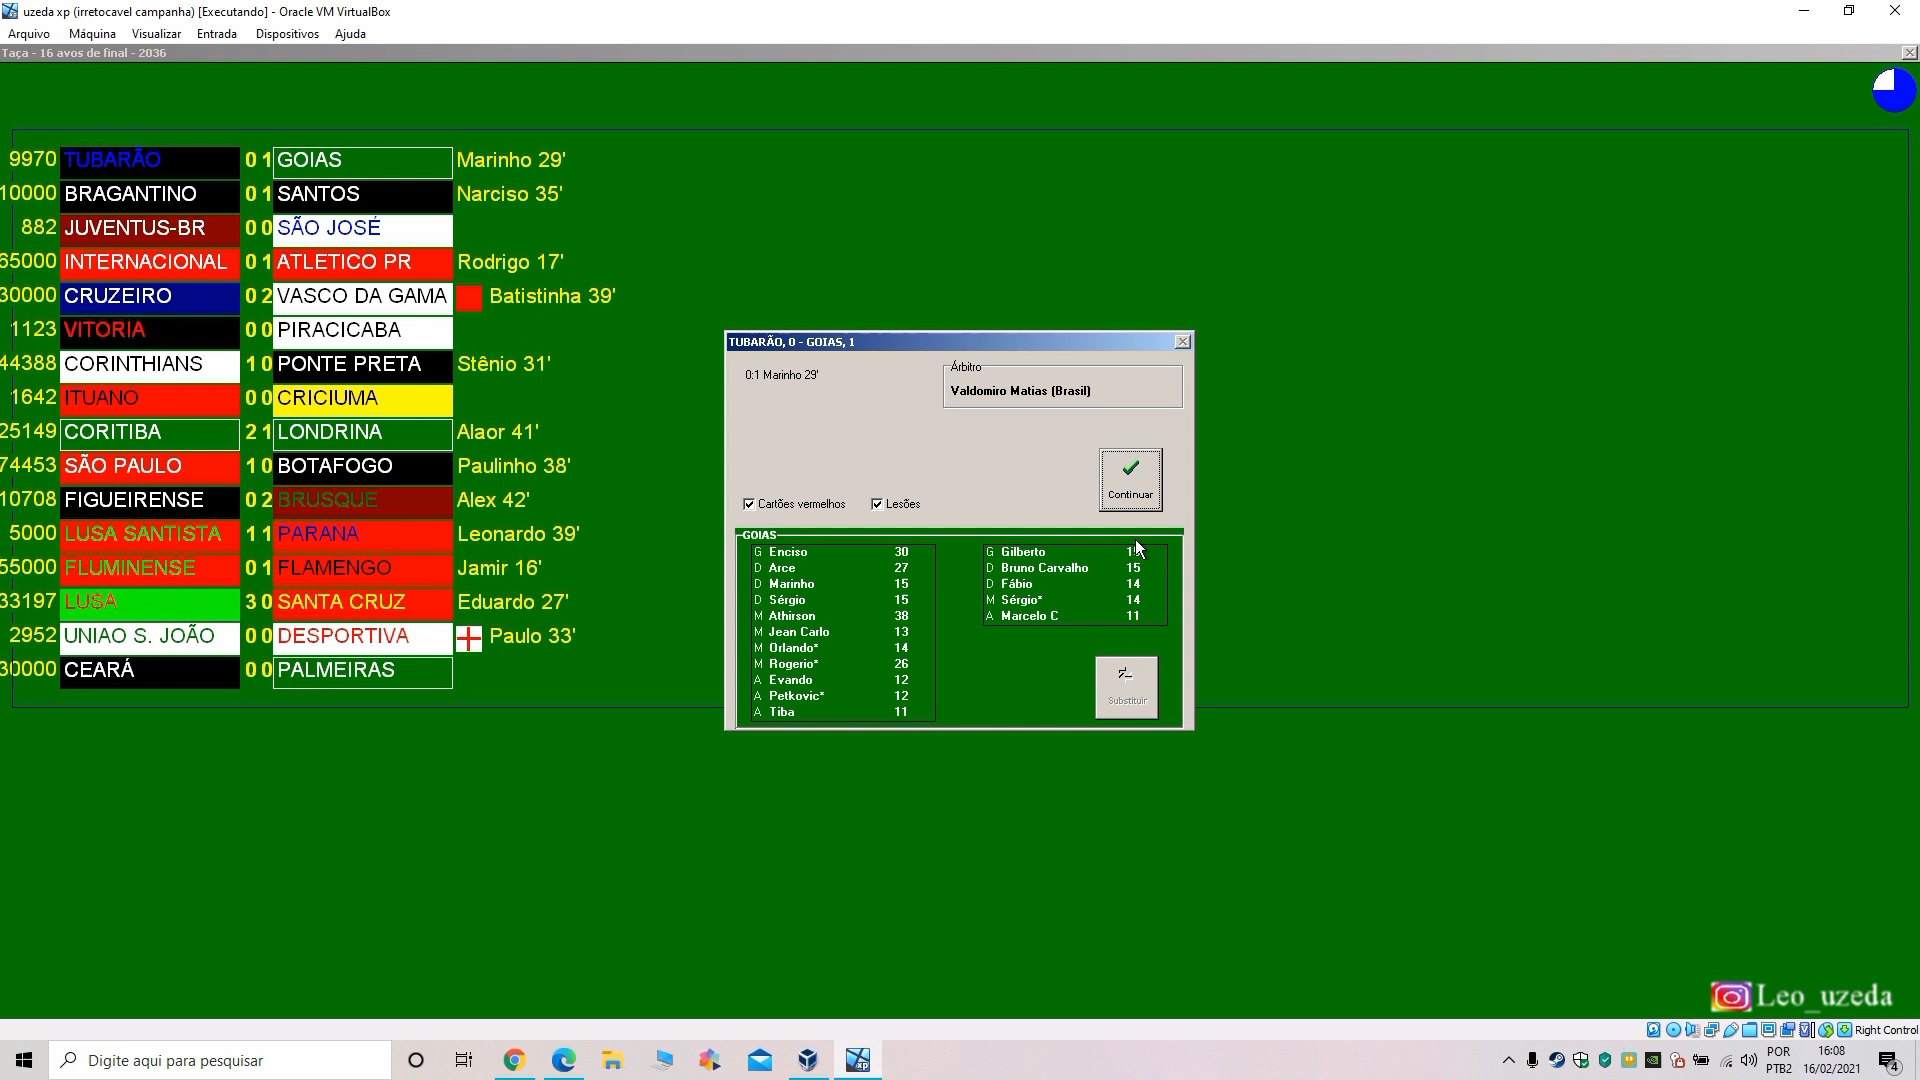 uzeda xp (irretocavel campanha) [Executando] - Oracle VM VirtualBox
Arquivo Máquina Visualizar Entrada Dispositivos Ajuda
Taça - 16 avos de final - 2036
9970 TUBARÃO 0 1 GOIAS Marinho 29'
10000 BRAGANTINO 0 1 SANTOS Narciso 35'
882 JUVENTUS-BR 0 0 SÃO JOSÉ
65000 INTERNACIONAL 0 1 ATLETICO PR Rodrigo 17'
30000 CRUZEIRO 0 2 VASCO DA GAMA Batistinha 39'
1123 VITORIA 0 0 PIRACICABA
44388 CORINTHIANS 1 0 PONTE PRETA Stênio 31'
1642 ITUANO 0 0 CRICIUMA
25149 CORITIBA 2 1 LONDRINA Alaor 41'
74453 SÃO PAULO 1 0 BOTAFOGO Paulinho 38'
10708 FIGUEIRENSE 0 2 BRUSQUE Alex 42'
5000 LUSA SANTISTA 1 1 PARANA Leonardo 39'
55000 FLUMINENSE 0 1 FLAMENGO Jamir 16'
33197 LUSA 3 0 SANTA CRUZ Eduardo 27'
2952 UNIAO S. JOÃO 0 0 DESPORTIVA Paulo 33'
30000 CEARÁ 0 0 PALMEIRAS
TUBARÃO, 0 - GOIAS, 1
0:1 Marinho 29'
Árbitro
Valdomiro Matias (Brasil)
Continuar
Cartões vermelhos Lesões
GOIAS
G Enciso 30
D Arce 27
D Marinho 15
D Sérgio 15
M Athirson 38
M Jean Carlo 13
M Orlando* 14
M Rogerio* 26
A Evando 12
A Petkovic* 12
A Tiba 11
G Gilberto
D Bruno Carvalho 15
D Fábio 14
M Sérgio* 14
A Marcelo C 11
Substituir
Leo_uzeda
Right Control
Digite aqui para pesquisar
xp
POR
PTB2
16:08
16/02/2021
4